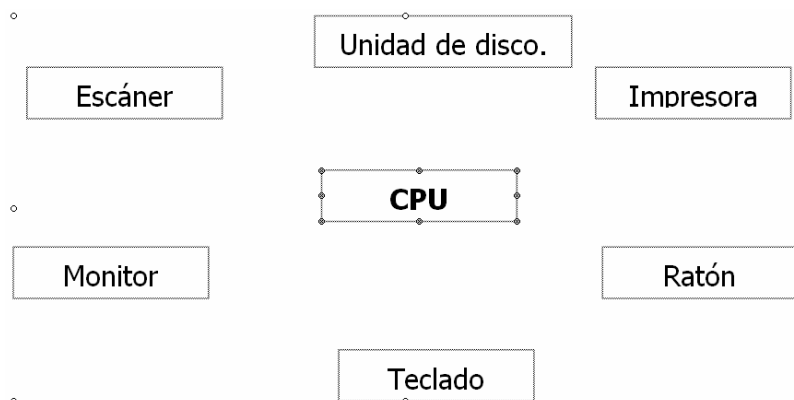 Unidad de disco.
Escáner
Impresora
CPU
Monitor
Ratón
Teclado